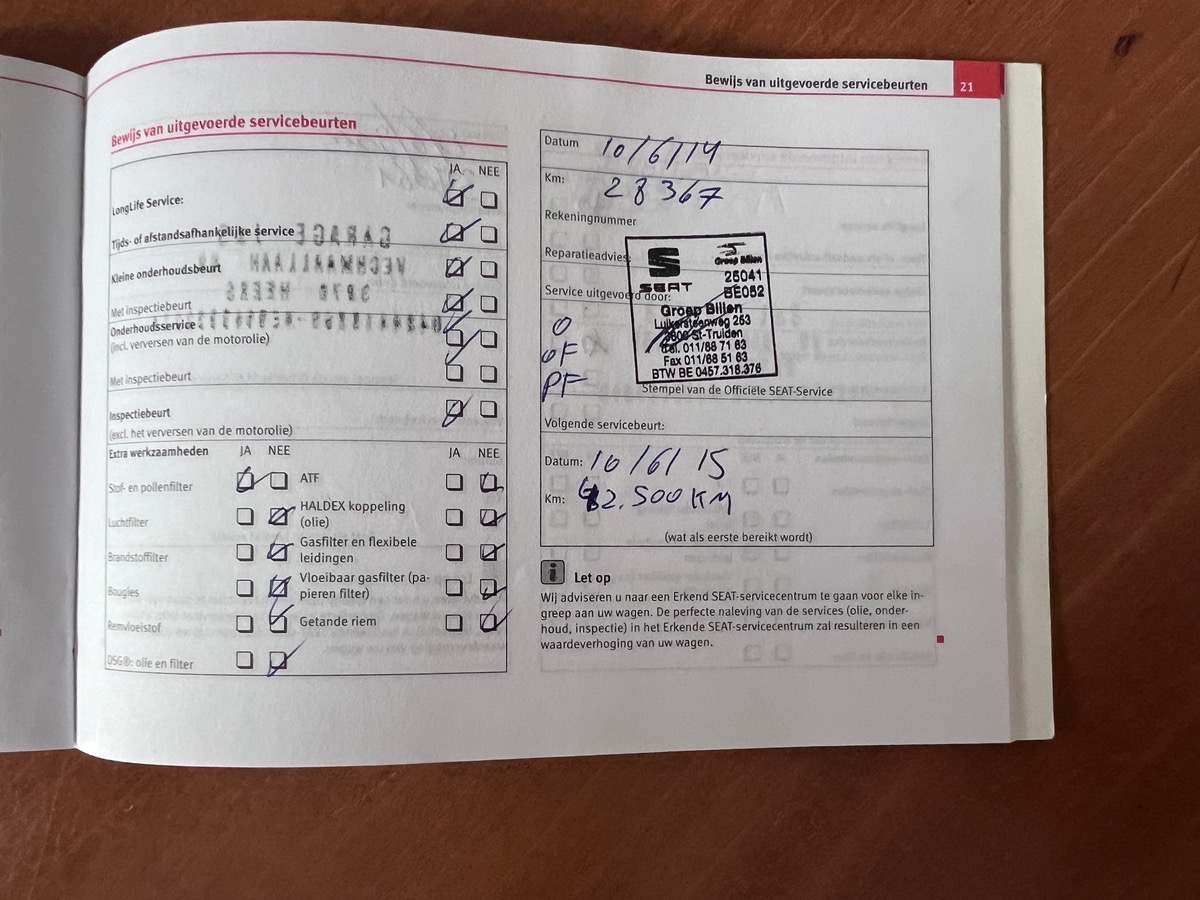 Bewijs van uitgevoerde servicebeurten
21
Bewijs van uitgevoerde servicebeurten
JA NEE
LongLife Service:
Tijds- of afstandsafhankelijke service
Kleine onderhoudsbeurt
Met inspectiebeurt
Onderhoudsservice
(incl. verversen van de motorolie)
Met inspectiebeurt
Inspectiebeurt
(excl. het verversen van de motorolie)
Extra werkzaamheden JA NEE JA NEE
Stof- en pollenfilter
ATF
Luchtfilter
HALDEX koppeling
(olie)
Brandstoffilter
Gasfilter en flexibele
leidingen
Bougies
Vloeibaar gasfilter (pa-
pieren filter)
Remvloeistof
Getande riem
DSG®: olie en filter
Datum 10/6/14
Km: 28367
Rekeningnummer
Reparatieadvies:
Service uitgevoerd door:
SEAT
Groep Billen
25041
BE052
Groep Billen
Luikersteenweg 253
3800 St-Truiden
Tel. 011/68 71 63
Fax 011/68 51 63
BTW BE 0457.318.376
O
OF
PF
Stempel van de Officiële SEAT-Service
Volgende servicebeurt:
Datum: 10/6/15
Km: 42.500 KM
(wat als eerste bereikt wordt)
i Let op
Wij adviseren u naar een Erkend SEAT-servicecentrum te gaan voor elke in-
greep aan uw wagen. De perfecte naleving van de services (olie, onder-
houd, inspectie) in het Erkende SEAT-servicecentrum zal resulteren in een
waardeverhoging van uw wagen.